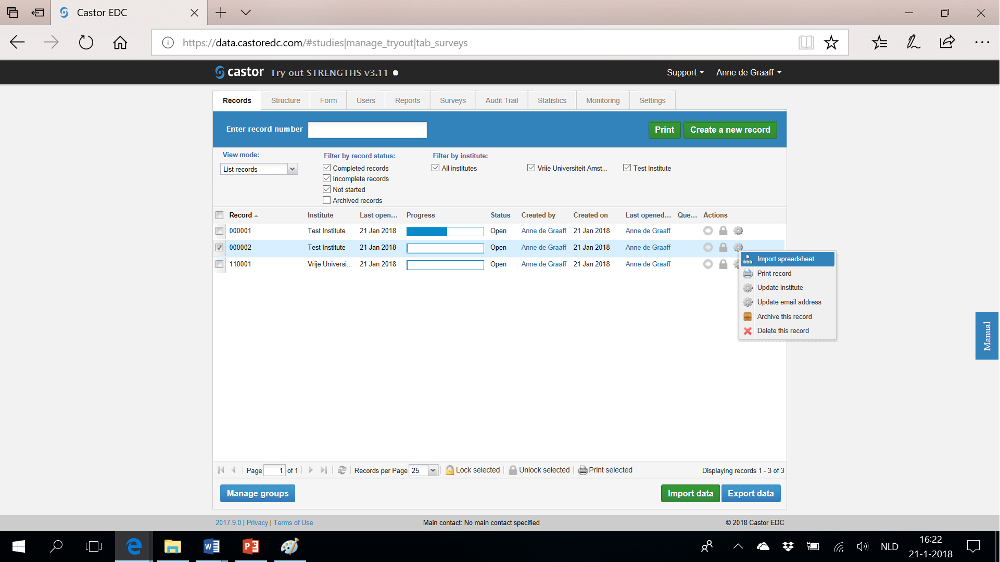 Castor EDC
https://data.castoredc.com/#studies|manage_tryout|tab_surveys
castor Try out STRENGTHS v3.11 Support Anne de Graaff
Records Structure Form Users Reports Surveys Audit Trail Statistics Monitoring Settings
Enter record number Print Create a new record
View mode: Filter by record status: Filter by institute:
List records Completed records All institutes Vrije Universiteit Amst... Test Institute
Incomplete records
Not started
Archived records
Record Institute Last open... Progress Status Created by Created on Last opened... Que... Actions
000001 Test Institute 21 Jan 2018 Open Anne de Graaff 21 Jan 2018 Anne de Graaff
000002 Test Institute 21 Jan 2018 Open Anne de Graaff 21 Jan 2018 Anne de Graaff
110001 Vrije Universi... 21 Jan 2018 Open Anne de Graaff 21 Jan 2018 Anne de Graaff
Import spreadsheet
Print record
Update institute
Update email address
Archive this record
Delete this record
Manual
Page 1 of 1 Records per Page 25 Lock selected Unlock selected Print selected Displaying records 1 - 3 of 3
Manage groups Import data Export data
2017.9.0 | Privacy | Terms of Use Main contact: No main contact specified © 2018 Castor EDC
NLD 16:22
21-1-2018